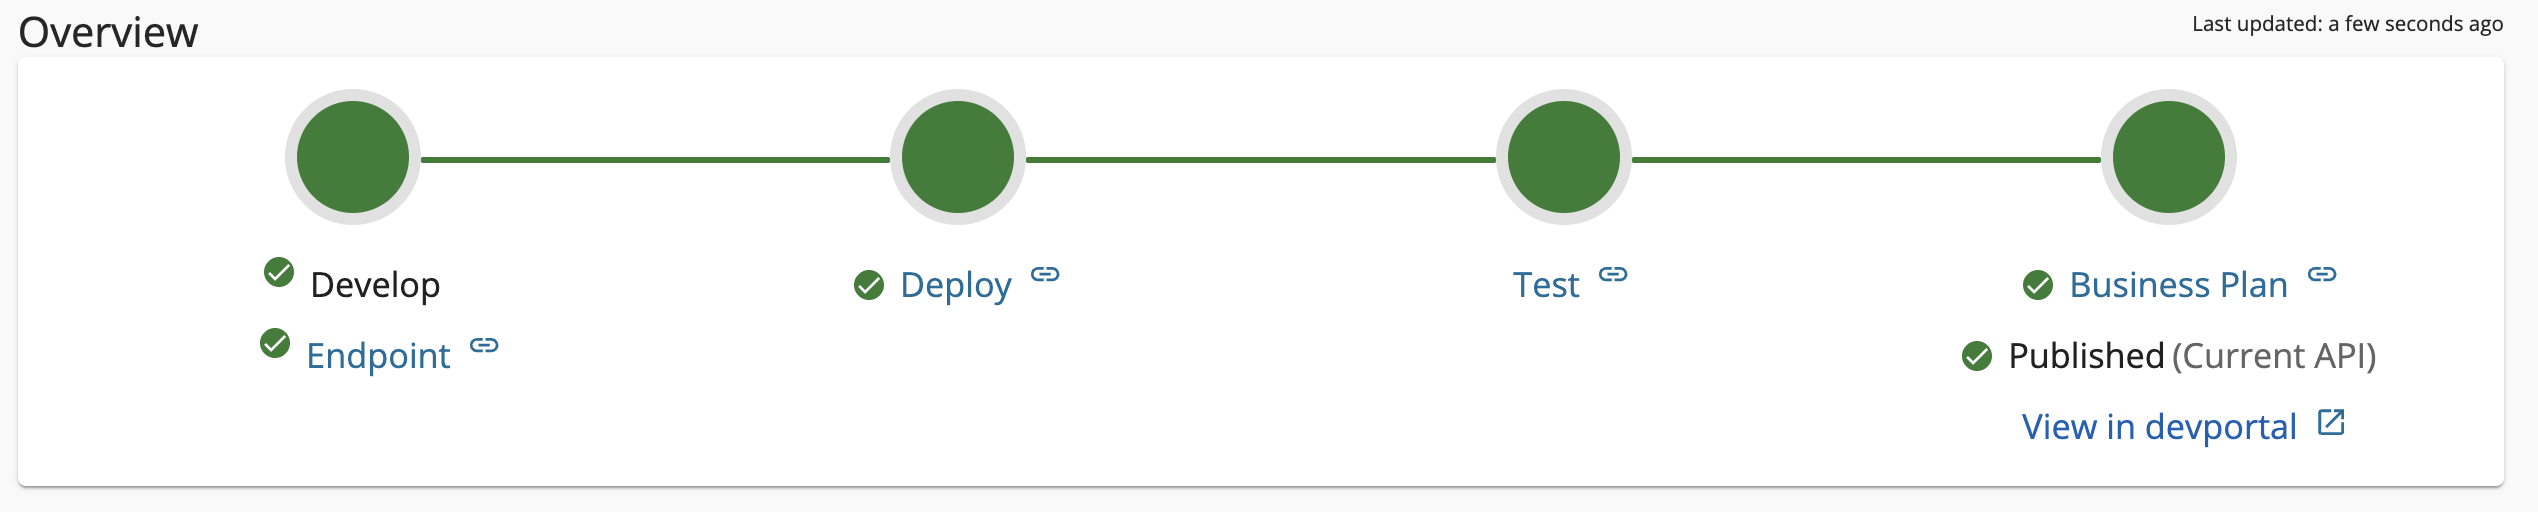 Overview
Last updated: a few seconds ago
Develop
Endpoint
Deploy
Test
Business Plan
Published (Current API)
View in devportal